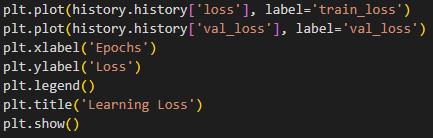 plt.plot(history.history['loss'], label='train_loss')
plt.plot(history.history['val_loss'], label='val_loss')
plt.xlabel('Epochs')
plt.ylabel('Loss')
plt.legend()
plt.title('Learning Loss')
plt.show()